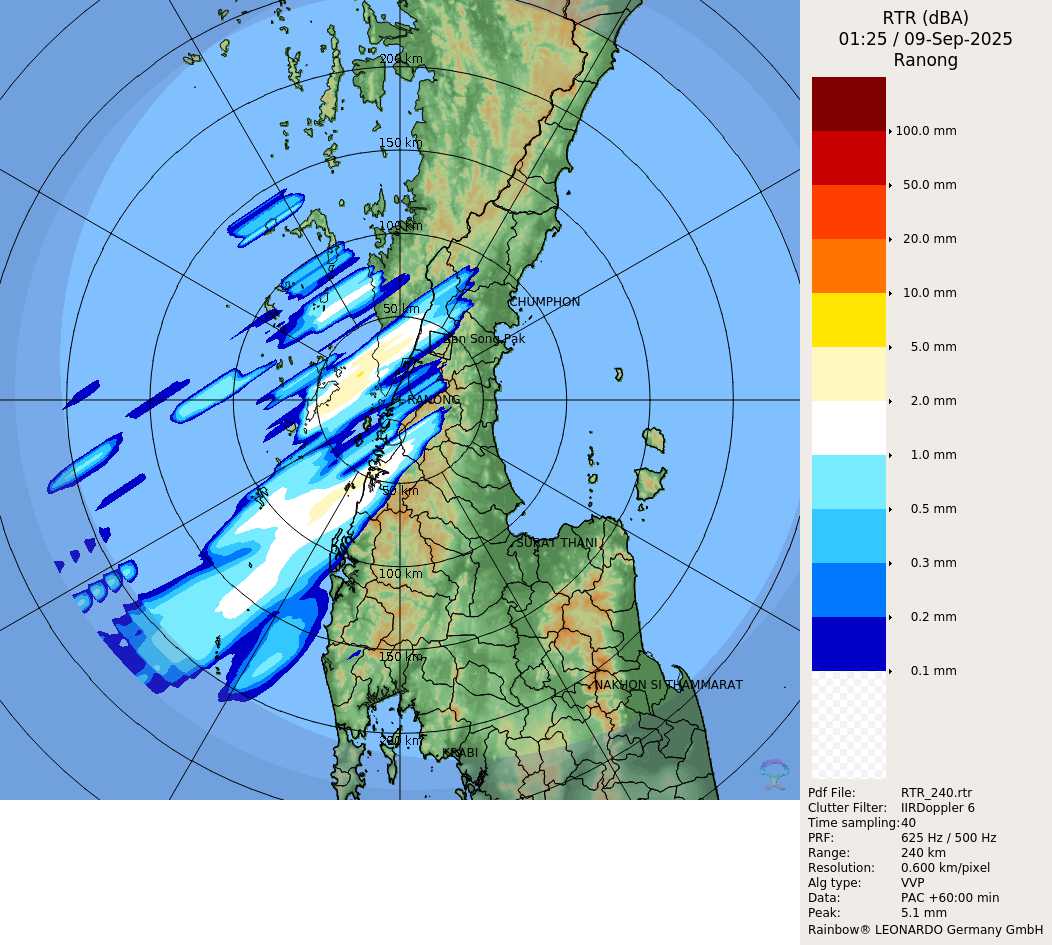 RTR (dBA)
01:25 / 09-Sep-2025
Ranong
100.0 mm
50.0 mm
20.0 mm
10.0 mm
5.0 mm
2.0 mm
1.0 mm
0.5 mm
0.3 mm
0.2 mm
0.1 mm
Pdf File: RTR_240.rtr
Clutter Filter: IIRDoppler 6
Time sampling: 40
PRF: 625 Hz / 500 Hz
Range: 240 km
Resolution: 0.600 km/pixel
Alg type: VVP
Data: PAC +60:00 min
Peak: 5.1 mm
Rainbow® LEONARDO Germany GmbH
200 km
150 km
100 km
CHUMPHON
50 km
Song Pak
RANONG
50 km
SURAT THANI
100 km
150 km
NAKHON SI THAMMARAT
200 km
KRABI